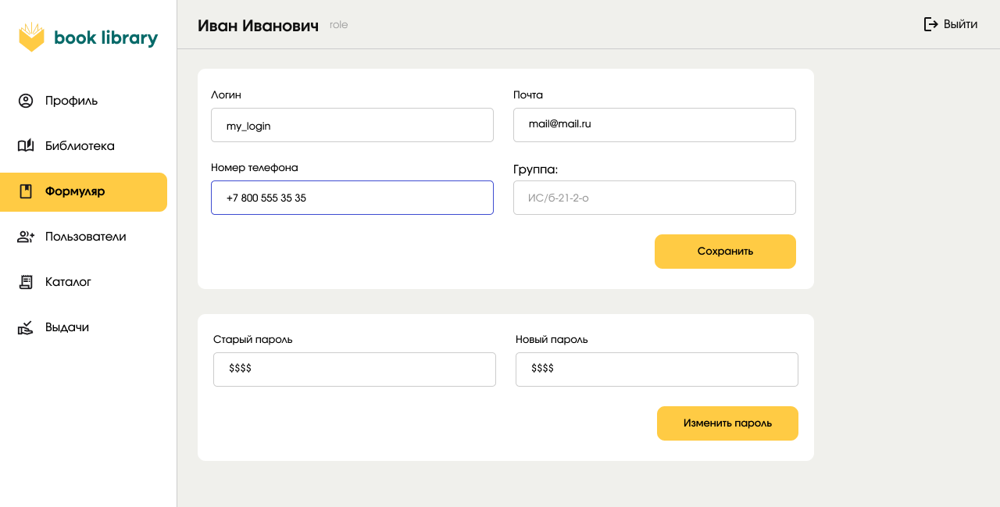 book library
Иван Иванович role
Выйти
Профиль
Библиотека
Формуляр
Пользователи
Каталог
Выдачи
Логин
my_login
Почта
mail@mail.ru
Номер телефона
+7 800 555 35 35
Группа:
ИС/б-21-2-о
Сохранить
Старый пароль
$$$$
Новый пароль
$$$$
Изменить пароль